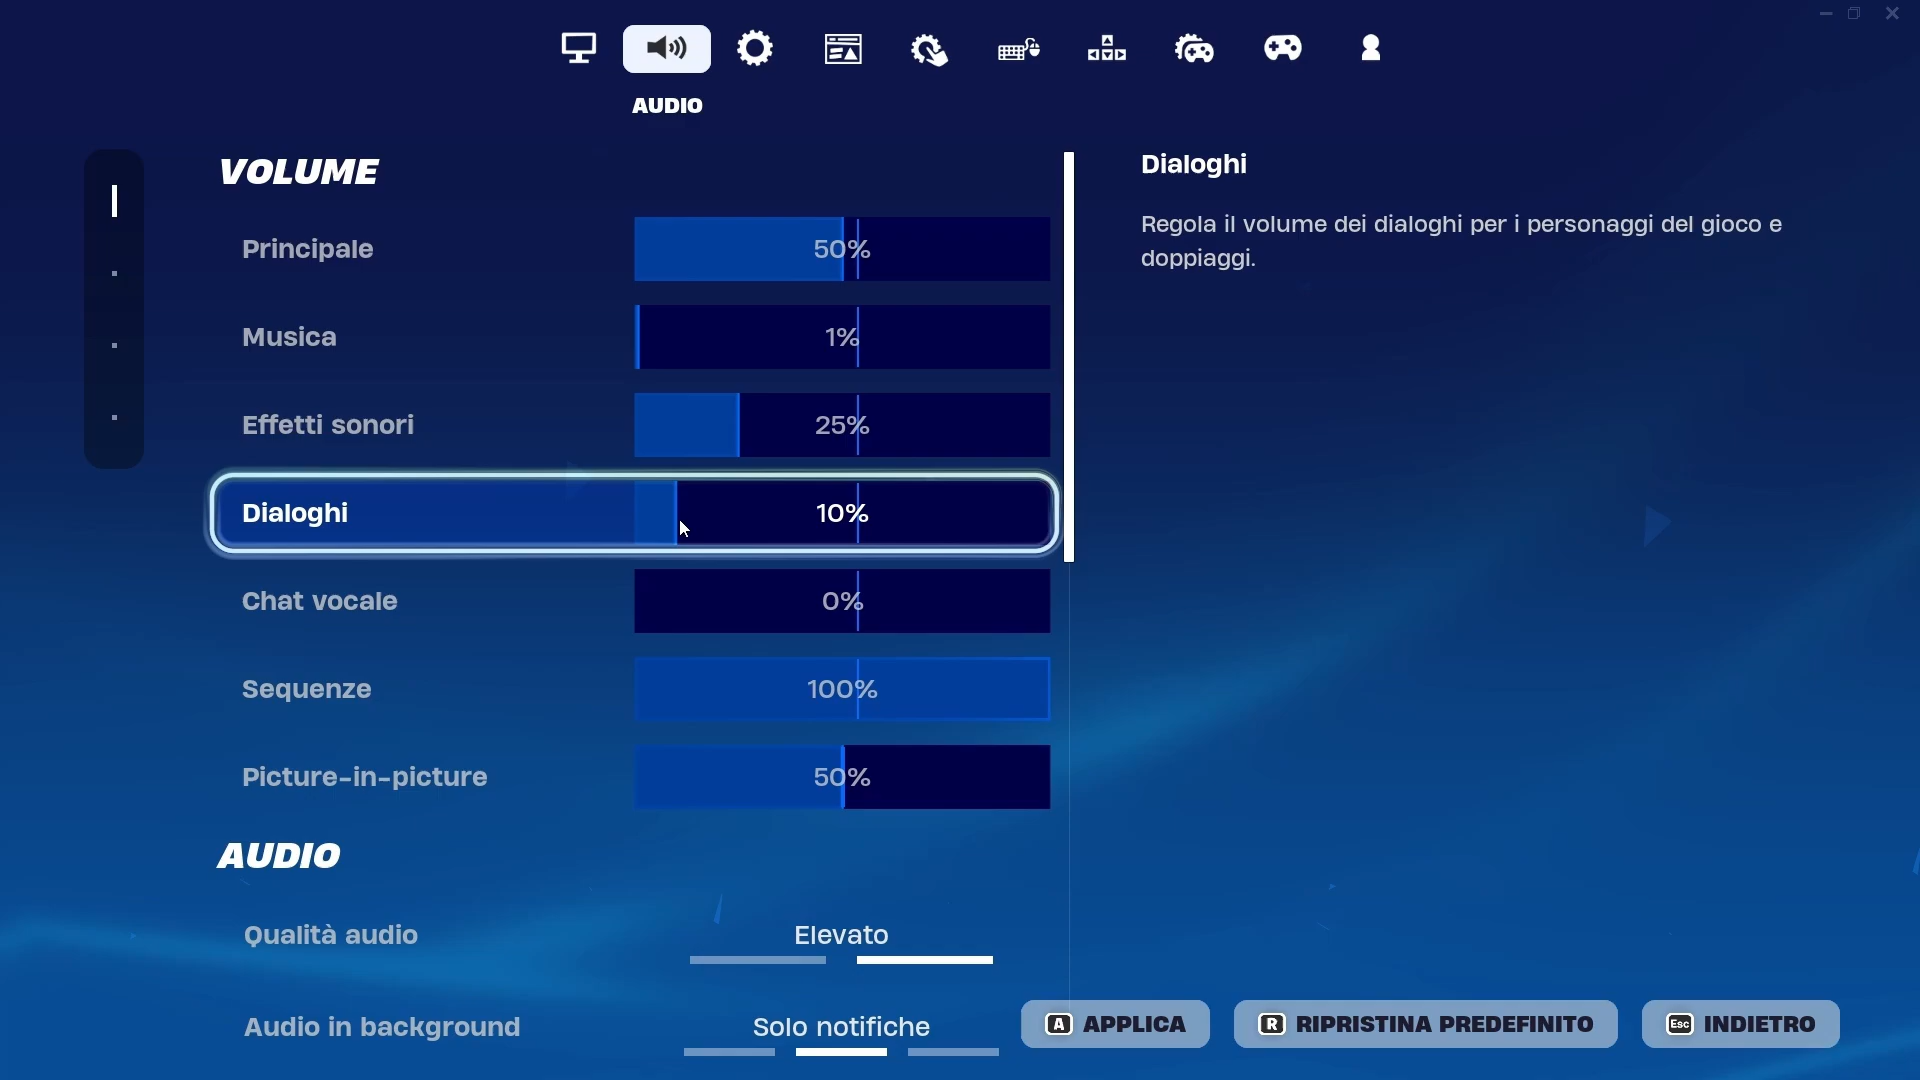 AUDIO
VOLUME
Principale 50%
Musica 1%
Effetti sonori 25%
Dialoghi 10%
Chat vocale 0%
Sequenze 100%
Picture-in-picture 50%
AUDIO
Qualità audio Elevato
Audio in background Solo notifiche
Dialoghi
Regola il volume dei dialoghi per i personaggi del gioco e
doppiaggi.
A APPLICA
R RIPRISTINA PREDEFINITO
Esc INDIETRO